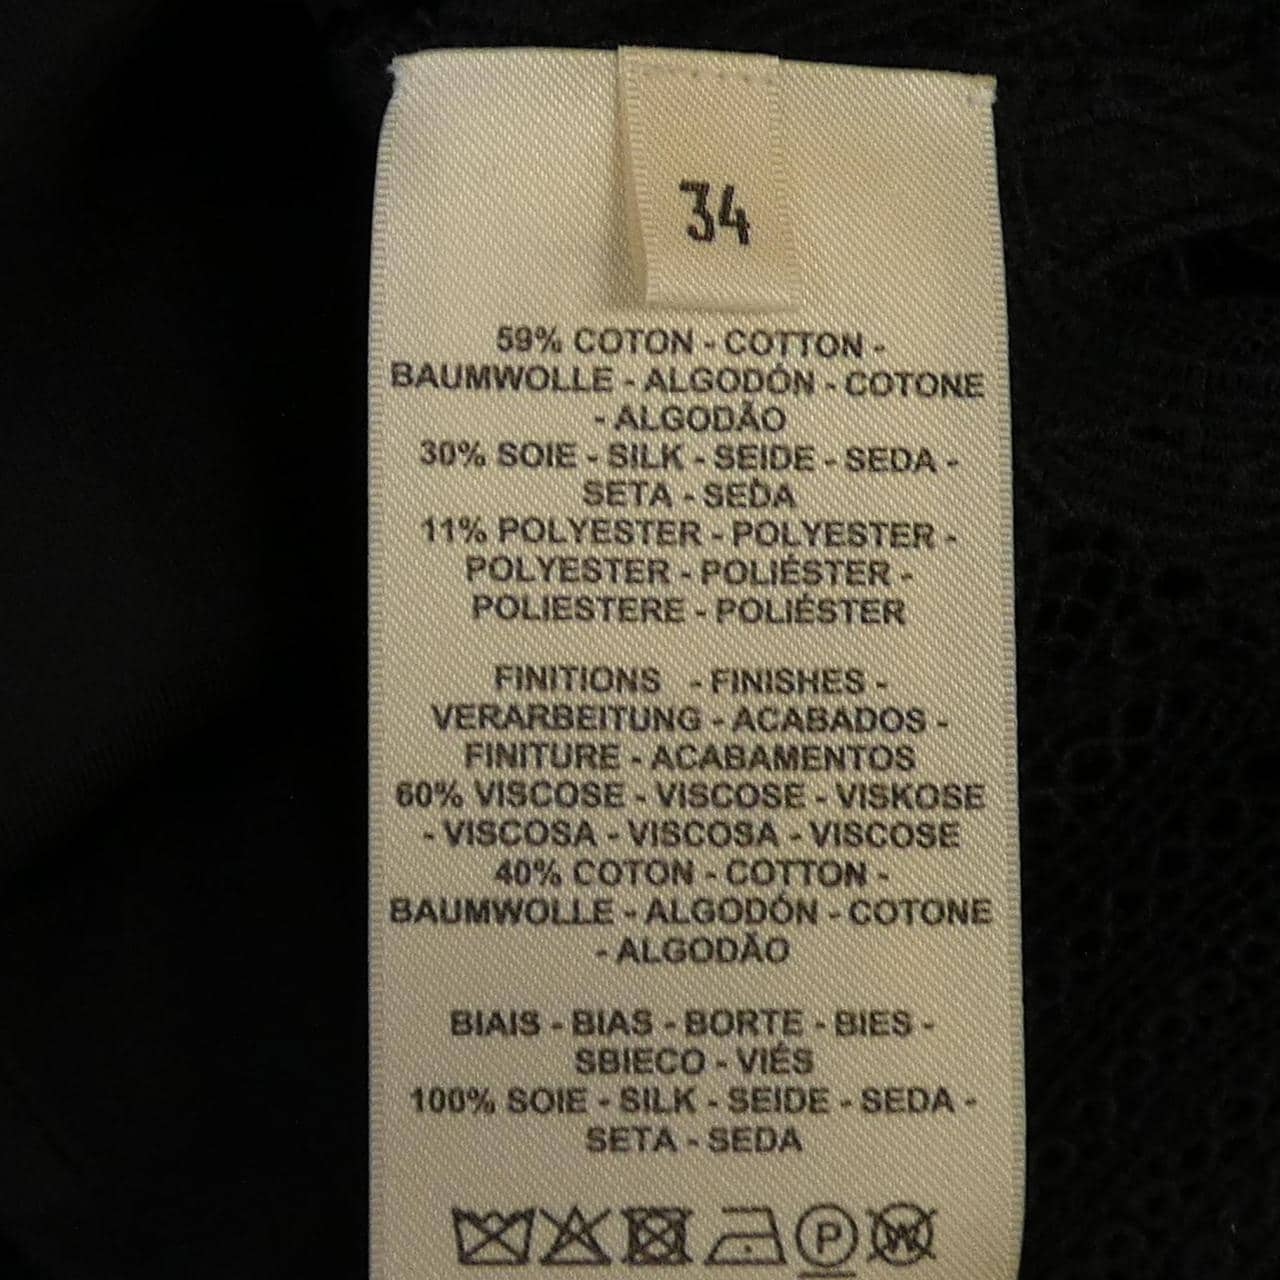 34
59% COTON - COTTON -
BAUMWOLLE - ALGODÓN - COTONE
- ALGODÃO
30% SOIE - SILK - SEIDE - SEDA -
SETA - SEDA
11% POLYESTER - POLYESTER -
POLYESTER - POLIÉSTER -
POLIESTERE - POLIÉSTER
FINITIONS - FINISHES -
VERARBEITUNG - ACABADOS -
FINITURE - ACABAMENTOS
60% VISCOSE - VISCOSE - VISKOSE
- VISCOSA - VISCOSA - VISCOSE
40% COTON - COTTON -
BAUMWOLLE - ALGODÓN - COTONE
- ALGODÃO
BIAIS - BIAS - BORTE - BIES -
SBIECO - VIÉS
100% SOIE - SILK - SEIDE - SEDA -
SETA - SEDA
P W